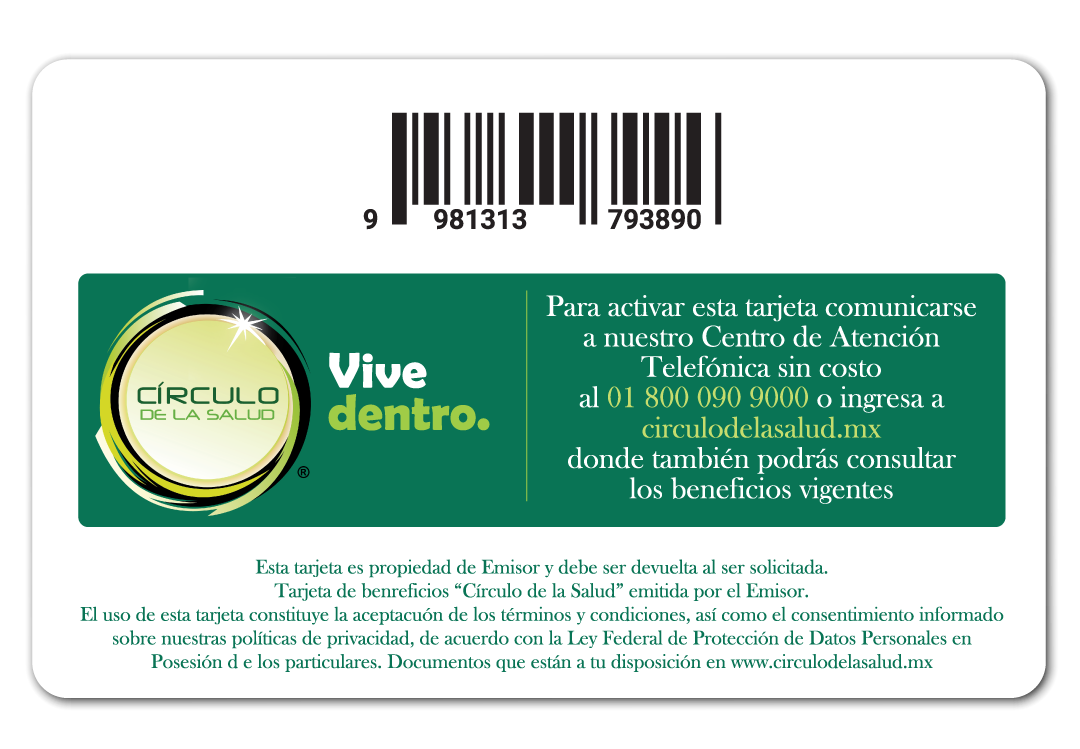 9 981313 793890
CÍRCULO
DE LA SALUD
®
Vive
dentro.
Para activar esta tarjeta comunicarse
a nuestro Centro de Atención
Telefónica sin costo
al 01 800 090 9000 o ingresa a
circulodelasalud.mx
donde también podrás consultar
los beneficios vigentes
Esta tarjeta es propiedad de Emisor y debe ser devuelta al ser solicitada.
Tarjeta de benreficios “Círculo de la Salud” emitida por el Emisor.
El uso de esta tarjeta constituye la aceptacuón de los términos y condiciones, así como el consentimiento informado
sobre nuestras políticas de privacidad, de acuerdo con la Ley Federal de Protección de Datos Personales en
Posesión d e los particulares. Documentos que están a tu disposición en www.circulodelasalud.mx